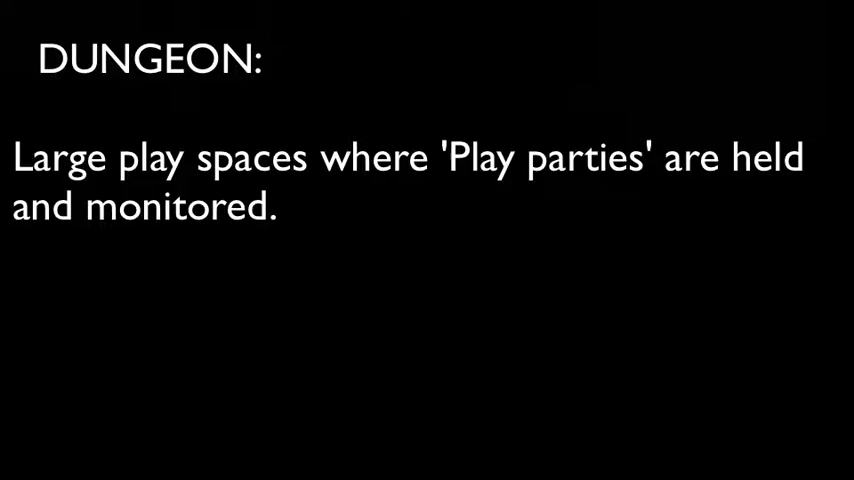 DUNGEON:
Large play spaces where 'Play parties' are held
and monitored.